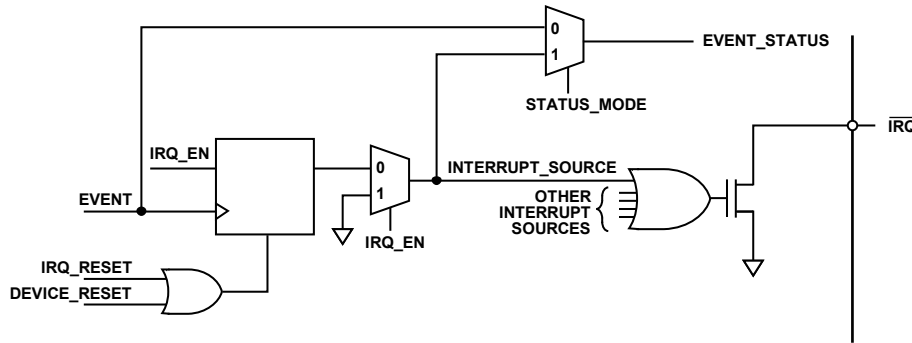 0
1
EVENT_STATUS
STATUS_MODE
IRQ
IRQ_EN
EVENT
0
1
INTERRUPT_SOURCE
OTHER
INTERRUPT
SOURCES
IRQ_EN
IRQ_RESET
DEVICE_RESET